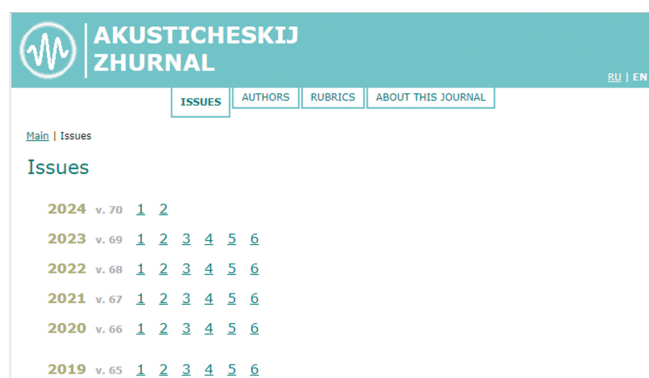 AKUSTICHESKIJ
ZHURNAL
RU | EN
ISSUES AUTHORS RUBRICS ABOUT THIS JOURNAL
Main | Issues
Issues
2024 v. 70 1 2
2023 v. 69 1 2 3 4 5 6
2022 v. 68 1 2 3 4 5 6
2021 v. 67 1 2 3 4 5 6
2020 v. 66 1 2 3 4 5 6
2019 v. 65 1 2 3 4 5 6